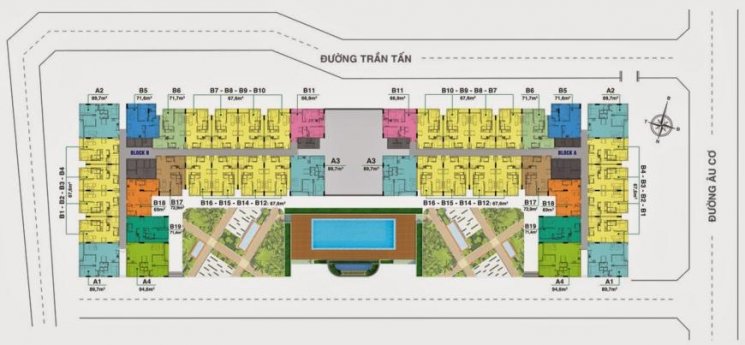 ĐƯỜNG TRẦN TẤN
ĐƯỜNG ÂU CƠ
A2
89,7m²
B5
71,6m²
B6
71,7m²
B7 - B8 - B9 - B10
67,6m²
B11
68,9m²
B11
68,9m²
B10 - B9 - B8 - B7
67,6m²
B6
71,7m²
B5
71,6m²
A2
89,7m²
BLOCK B
BLOCK A
A3
89,7m²
A3
89,7m²
B1 - B2 - B3 - B4
67,6m²
B4 - B3 - B2 - B1
67,6m²
B18
65m²
B17
72,9m²
B16 - B15 - B14 - B12: 67,6m²
B16 - B15 - B14 - B12: 67,6m²
B17
72,9m²
B18
65m²
B19
71,4m²
B19
71,4m²
A1
89,7m²
A4
94,8m²
A4
94,8m²
A1
89,7m²